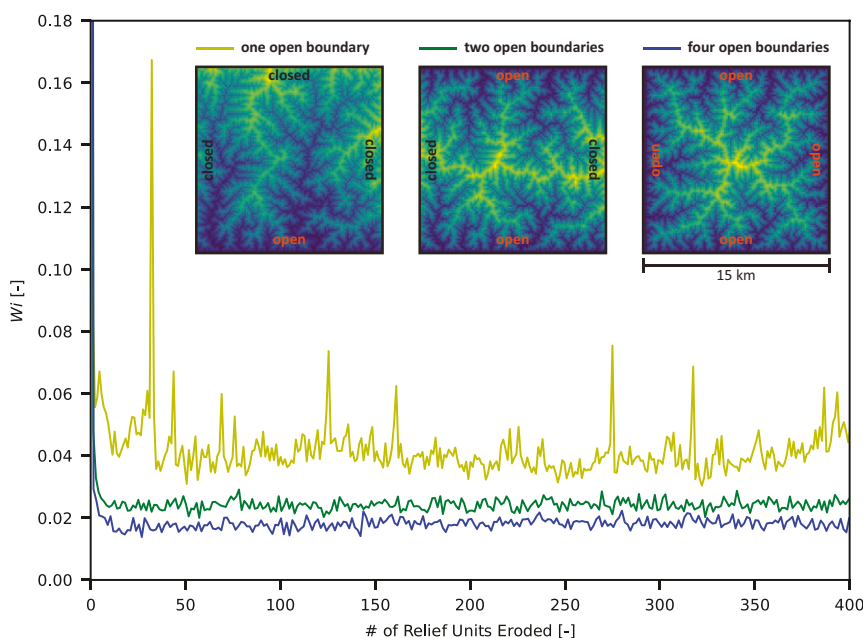 0.18
0.16
0.14
0.12
0.10
0.08
0.06
0.04
0.02
0.00
Wi [-]
one open boundary
two open boundaries
four open boundaries
closed
closed
closed
open
open
closed
closed
open
open
open
open
open
15 km
0
50
100
150
200
250
300
350
400
# of Relief Units Eroded [-]